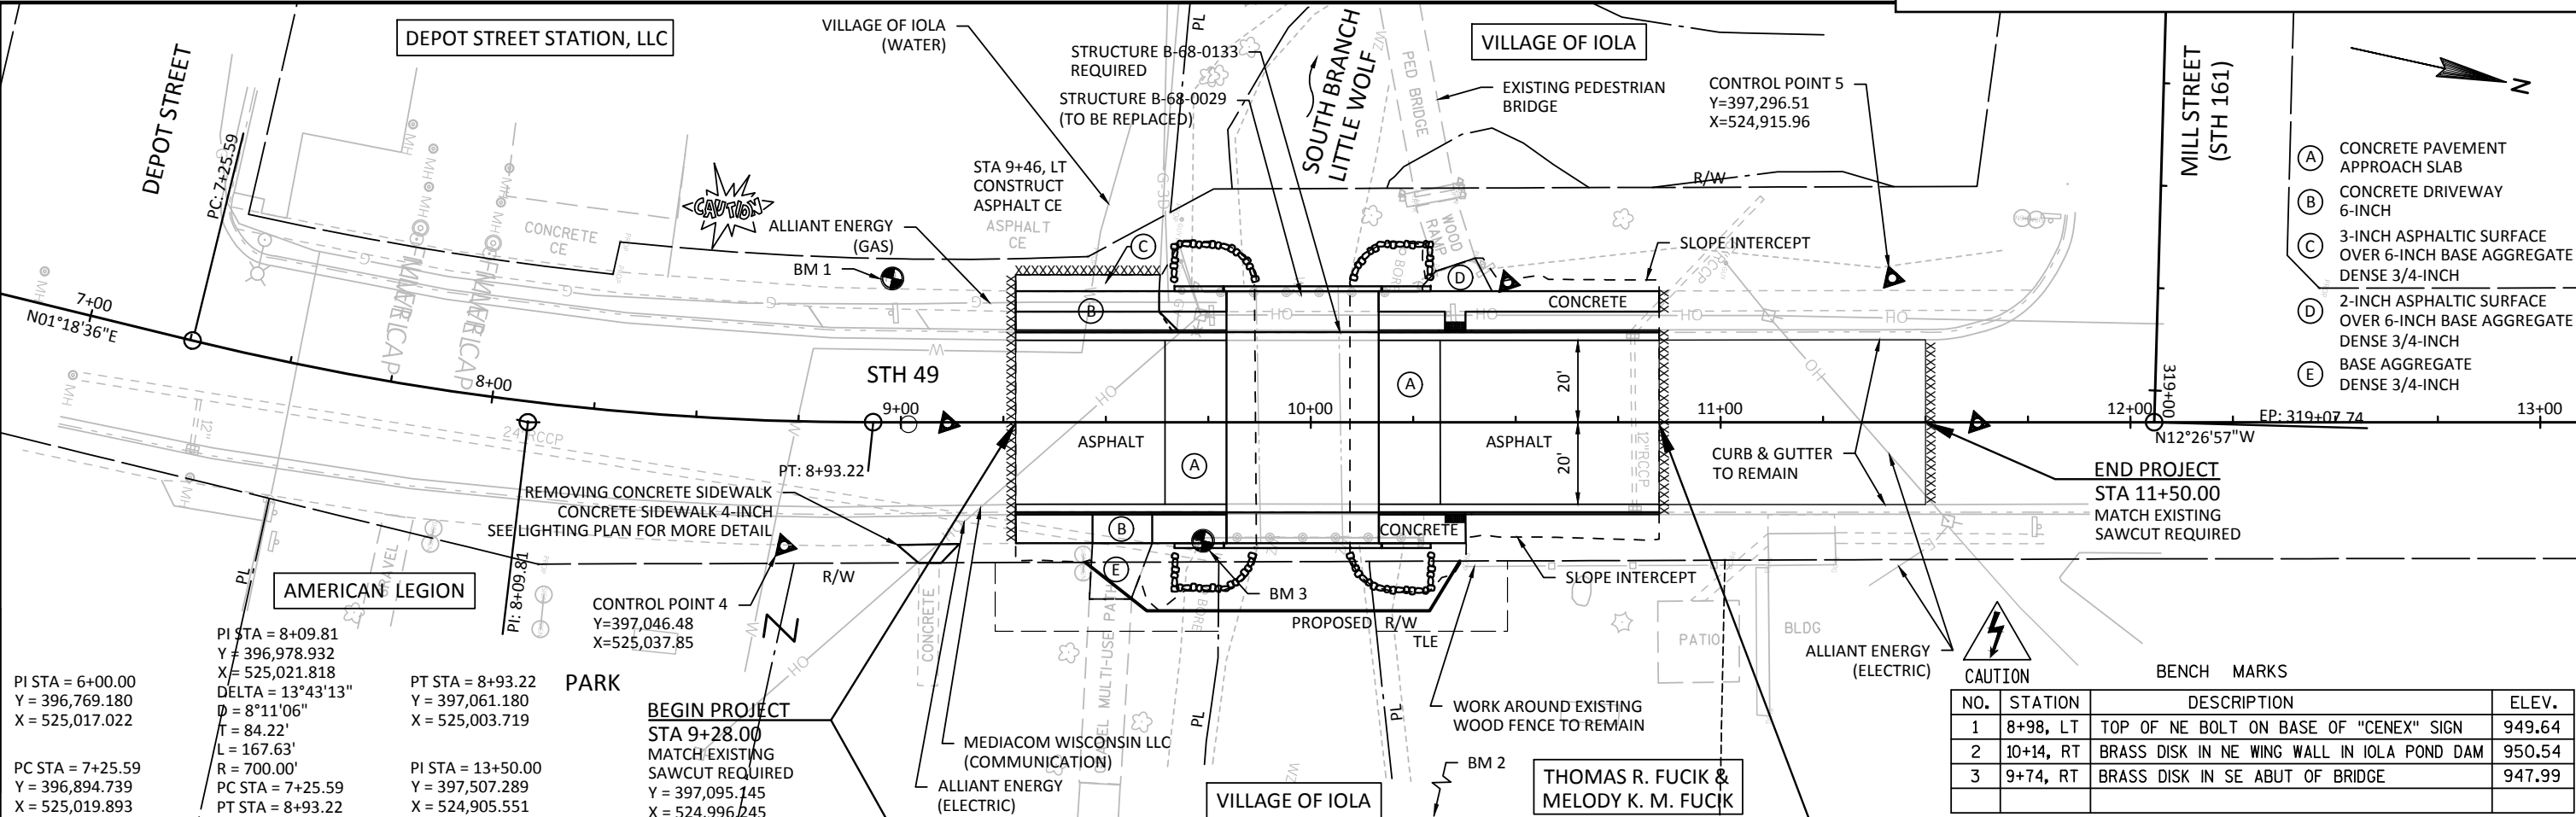 DEPOT STREET STATION, LLC
VILLAGE OF IOLA
(WATER)
STRUCTURE B-68-0133
REQUIRED
STRUCTURE B-68-0029
(TO BE REPLACED)
SOUTH BRANCH
LITTLE WOLF
PED BRIDGE
VILLAGE OF IOLA
EXISTING PEDESTRIAN
BRIDGE
CONTROL POINT 5
Y=397,296.51
X=524,915.96
MILL STREET
(STH 161)
N
A CONCRETE PAVEMENT
APPROACH SLAB
B CONCRETE DRIVEWAY
6-INCH
C 3-INCH ASPHALTIC SURFACE
OVER 6-INCH BASE AGGREGATE
DENSE 3/4-INCH
D 2-INCH ASPHALTIC SURFACE
OVER 6-INCH BASE AGGREGATE
DENSE 3/4-INCH
E BASE AGGREGATE
DENSE 3/4-INCH
DEPOT STREET
PC: 7+25.59
CAUTION
STA 9+46, LT
CONSTRUCT
ASPHALT CE
ALLIANT ENERGY
(GAS)
BM 1
CONCRETE
CE
ASPHALT
CE
PL
R/W
WOOD
RAMP
SLOPE INTERCEPT
C
D
B
CONCRETE
7+00
N01°18'36"E
8+00
STH 49
9+00
10+00
11+00
12+00
13+00
319+00
EP: 319+07.74
N12°26'57"W
A
20'
20'
ASPHALT
ASPHALT
A
12"
24" RCCP
12"RCCP
PT: 8+93.22
PI: 8+09.81
REMOVING CONCRETE SIDEWALK
CONCRETE SIDEWALK 4-INCH
SEE LIGHTING PLAN FOR MORE DETAIL
CURB & GUTTER
TO REMAIN
END PROJECT
STA 11+50.00
MATCH EXISTING
SAWCUT REQUIRED
B
E
CONCRETE
BM 3
SLOPE INTERCEPT
PL
GRAVEL
AMERICAN LEGION
R/W
CONTROL POINT 4
Y=397,046.48
X=525,037.85
CONCRETE
PROPOSED R/W
TLE
PATIO
BLDG
ALLIANT ENERGY
(ELECTRIC)
CAUTION
PI STA = 6+00.00
Y = 396,769.180
X = 525,017.022
PC STA = 7+25.59
Y = 396,894.739
X = 525,019.893
PI STA = 8+09.81
Y = 396,978.932
X = 525,021.818
DELTA = 13°43'13"
D = 8°11'06"
T = 84.22'
L = 167.63'
R = 700.00'
PC STA = 7+25.59
PT STA = 8+93.22
PT STA = 8+93.22
Y = 397,061.180
X = 525,003.719
PI STA = 13+50.00
Y = 397,507.289
X = 524,905.551
PARK
BEGIN PROJECT
STA 9+28.00
MATCH EXISTING
SAWCUT REQUIRED
Y = 397,095.145
X = 524,996.245
MEDIACOM WISCONSIN LLC
(COMMUNICATION)
ALLIANT ENERGY
(ELECTRIC)
MULTI-USE PATH
PL
PL
VILLAGE OF IOLA
WORK AROUND EXISTING
WOOD FENCE TO REMAIN
BM 2
THOMAS R. FUCIK &
MELODY K. M. FUCIK
BENCH MARKS
NO. STATION DESCRIPTION ELEV.
1 8+98, LT TOP OF NE BOLT ON BASE OF "CENEX" SIGN 949.64
2 10+14, RT BRASS DISK IN NE WING WALL IN IOLA POND DAM 950.54
3 9+74, RT BRASS DISK IN SE ABUT OF BRIDGE 947.99